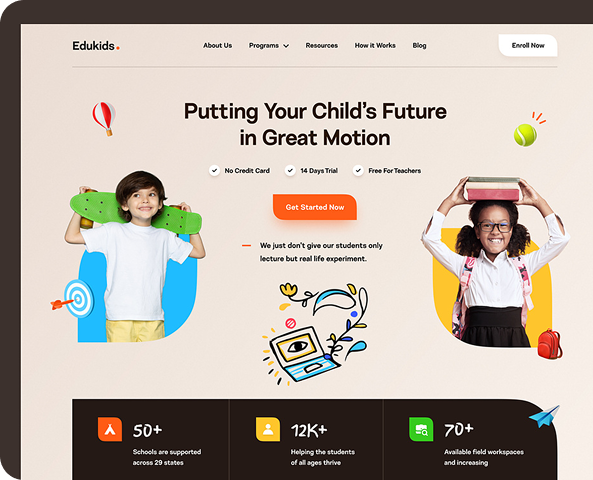 Edukids.
About Us
Programs
Resources
How it Works
Blog
Enroll Now
Putting Your Child's Future
in Great Motion
No Credit Card
14 Days Trial
Free For Teachers
Get Started Now
We just don't give our students only
lecture but real life experiment.
50+
Schools are supported
across 29 states
12K+
Helping the students
of all ages thrive
70+
Available field workspaces
and increasing